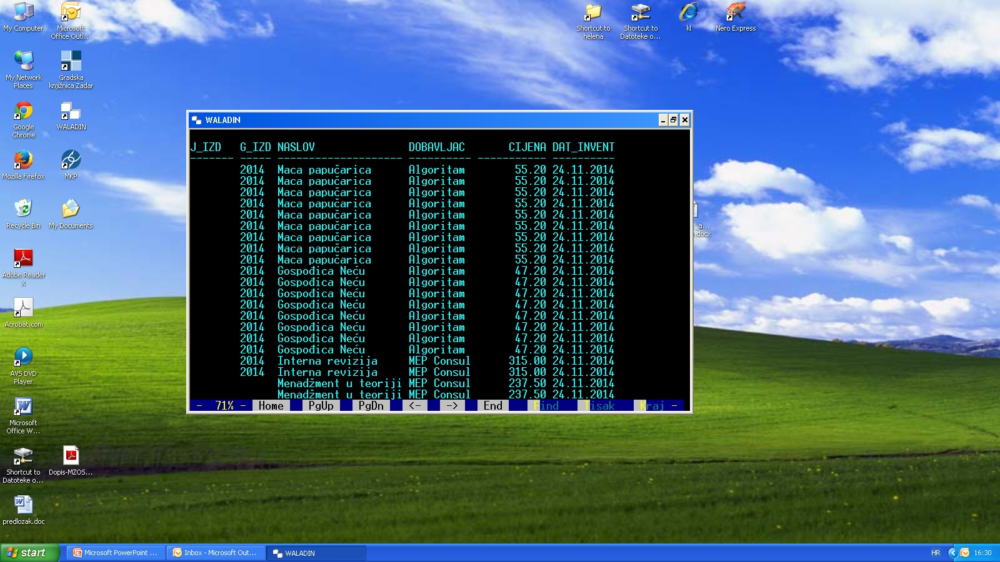 My Computer
Microsoft
Office Outl...
Shortcut to
helena
Shortcut to
Datoteke o...
kl
Nero Express
My Network
Places
Gradska
knjižnica Zadar
Google
Chrome
WALADIN
Mozilla Firefox
MKP
Recycle Bin
My Documents
Adobe Reader
X
Acrobat.com
AVS DVD
Player
Microsoft
Office W...
Shortcut to
Datoteke o...
Dopis-MZOS...
predlozak.doc
_a...
.docx
WALADIN
J_IZD G_IZD NASLOV DOBAVLJAC CIJENA DAT_INVENT
2014 Maca papučarica Algoritam 55.20 24.11.2014
2014 Maca papučarica Algoritam 55.20 24.11.2014
2014 Maca papučarica Algoritam 55.20 24.11.2014
2014 Maca papučarica Algoritam 55.20 24.11.2014
2014 Maca papučarica Algoritam 55.20 24.11.2014
2014 Maca papučarica Algoritam 55.20 24.11.2014
2014 Maca papučarica Algoritam 55.20 24.11.2014
2014 Maca papučarica Algoritam 55.20 24.11.2014
2014 Maca papučarica Algoritam 55.20 24.11.2014
2014 Gospođica Neću Algoritam 47.20 24.11.2014
2014 Gospođica Neću Algoritam 47.20 24.11.2014
2014 Gospođica Neću Algoritam 47.20 24.11.2014
2014 Gospođica Neću Algoritam 47.20 24.11.2014
2014 Gospođica Neću Algoritam 47.20 24.11.2014
2014 Gospođica Neću Algoritam 47.20 24.11.2014
2014 Gospođica Neću Algoritam 47.20 24.11.2014
2014 Gospođica Neću Algoritam 47.20 24.11.2014
2014 Interna revizija MEP Consul 315.00 24.11.2014
2014 Interna revizija MEP Consul 315.00 24.11.2014
Menadžment u teoriji MEP Consul 237.50 24.11.2014
Menadžment u teoriji MEP Consul 237.50 24.11.2014
- 71% - Home PgUp PgDn <- -> End Find Tisak Kraj -
start
Microsoft PowerPoint ...
Inbox - Microsoft Out...
WALADIN
HR
16:30